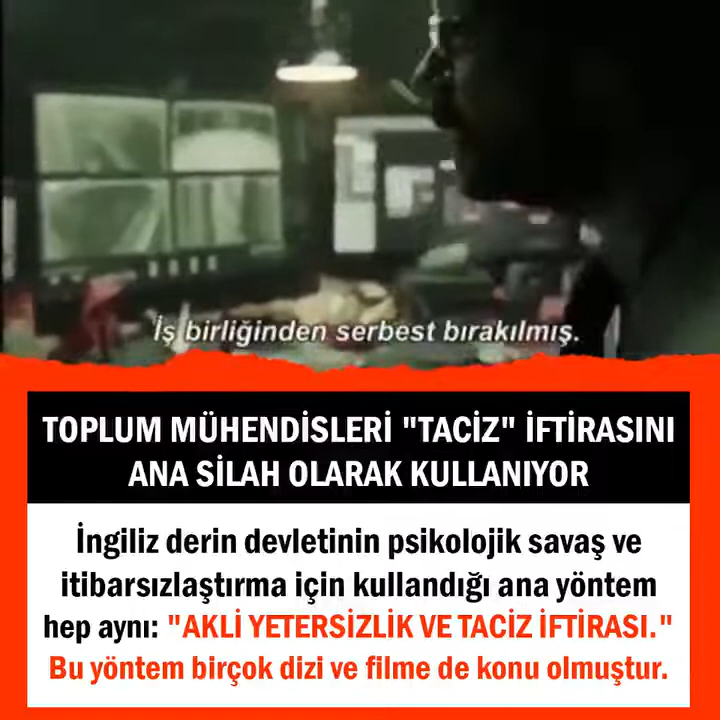 İş birliğinden serbest bırakılmış.
TOPLUM MÜHENDİSLERİ "TACİZ" İFTİRASINI
ANA SİLAH OLARAK KULLANIYOR
İngiliz derin devletinin psikolojik savaş ve
itibarsızlaştırma için kullandığı ana yöntem
hep aynı: "AKLİ YETERSİZLİK VE TACİZ İFTİRASI."
Bu yöntem birçok dizi ve filme de konu olmuştur.